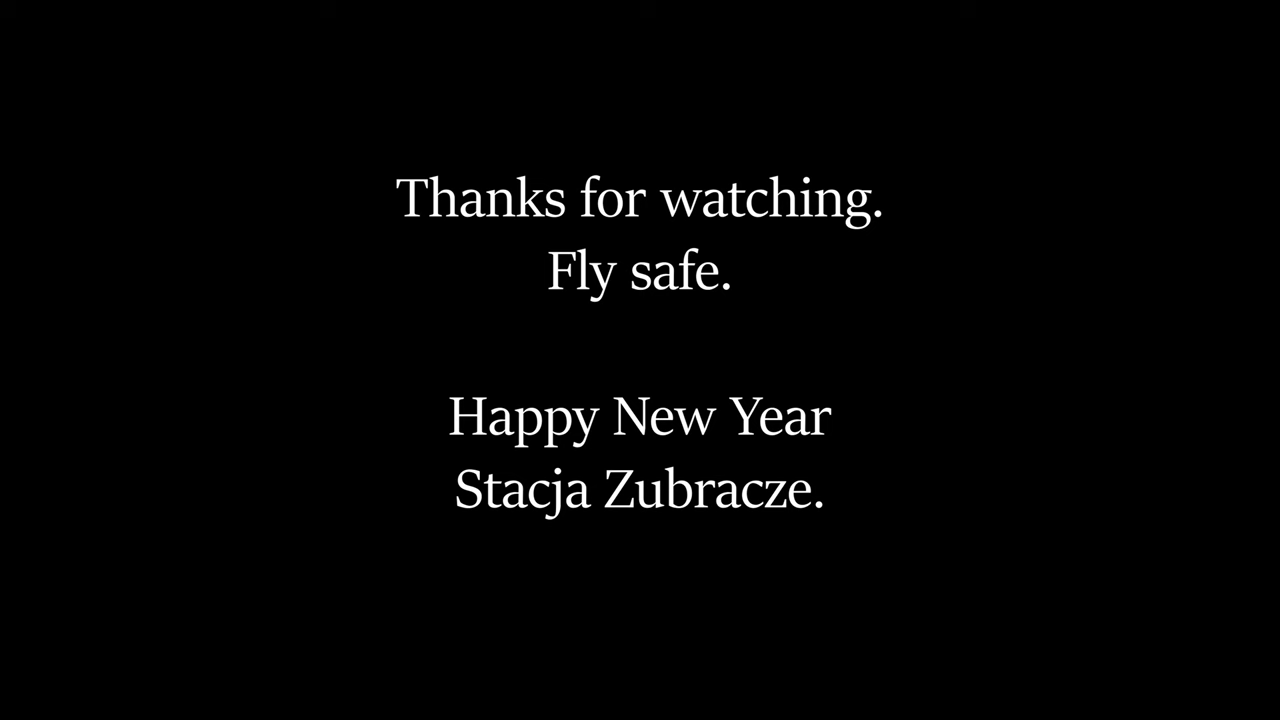 Thanks for watching.
Fly safe.
Happy New Year
Stacja Zubracze.